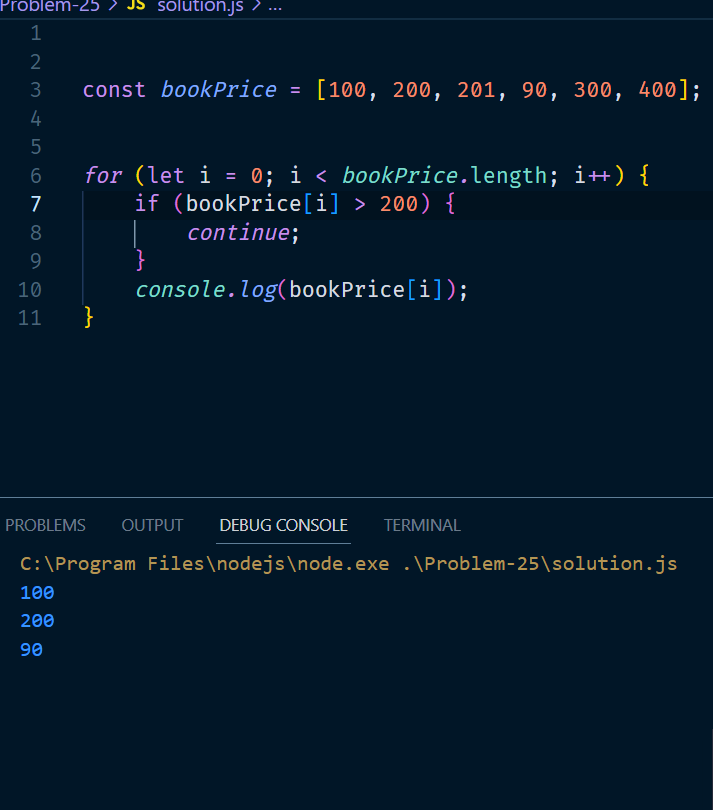 Problem-25 > JS solution.js > ...
1
2
3 const bookPrice = [100, 200, 201, 90, 300, 400];
4
5
6 for (let i = 0; i < bookPrice.length; i++) {
7 if (bookPrice[i] > 200) {
8 continue;
9 }
10 console.log(bookPrice[i]);
11 }
PROBLEMS OUTPUT DEBUG CONSOLE TERMINAL
C:\Program Files\nodejs\node.exe .\Problem-25\solution.js
100
200
90